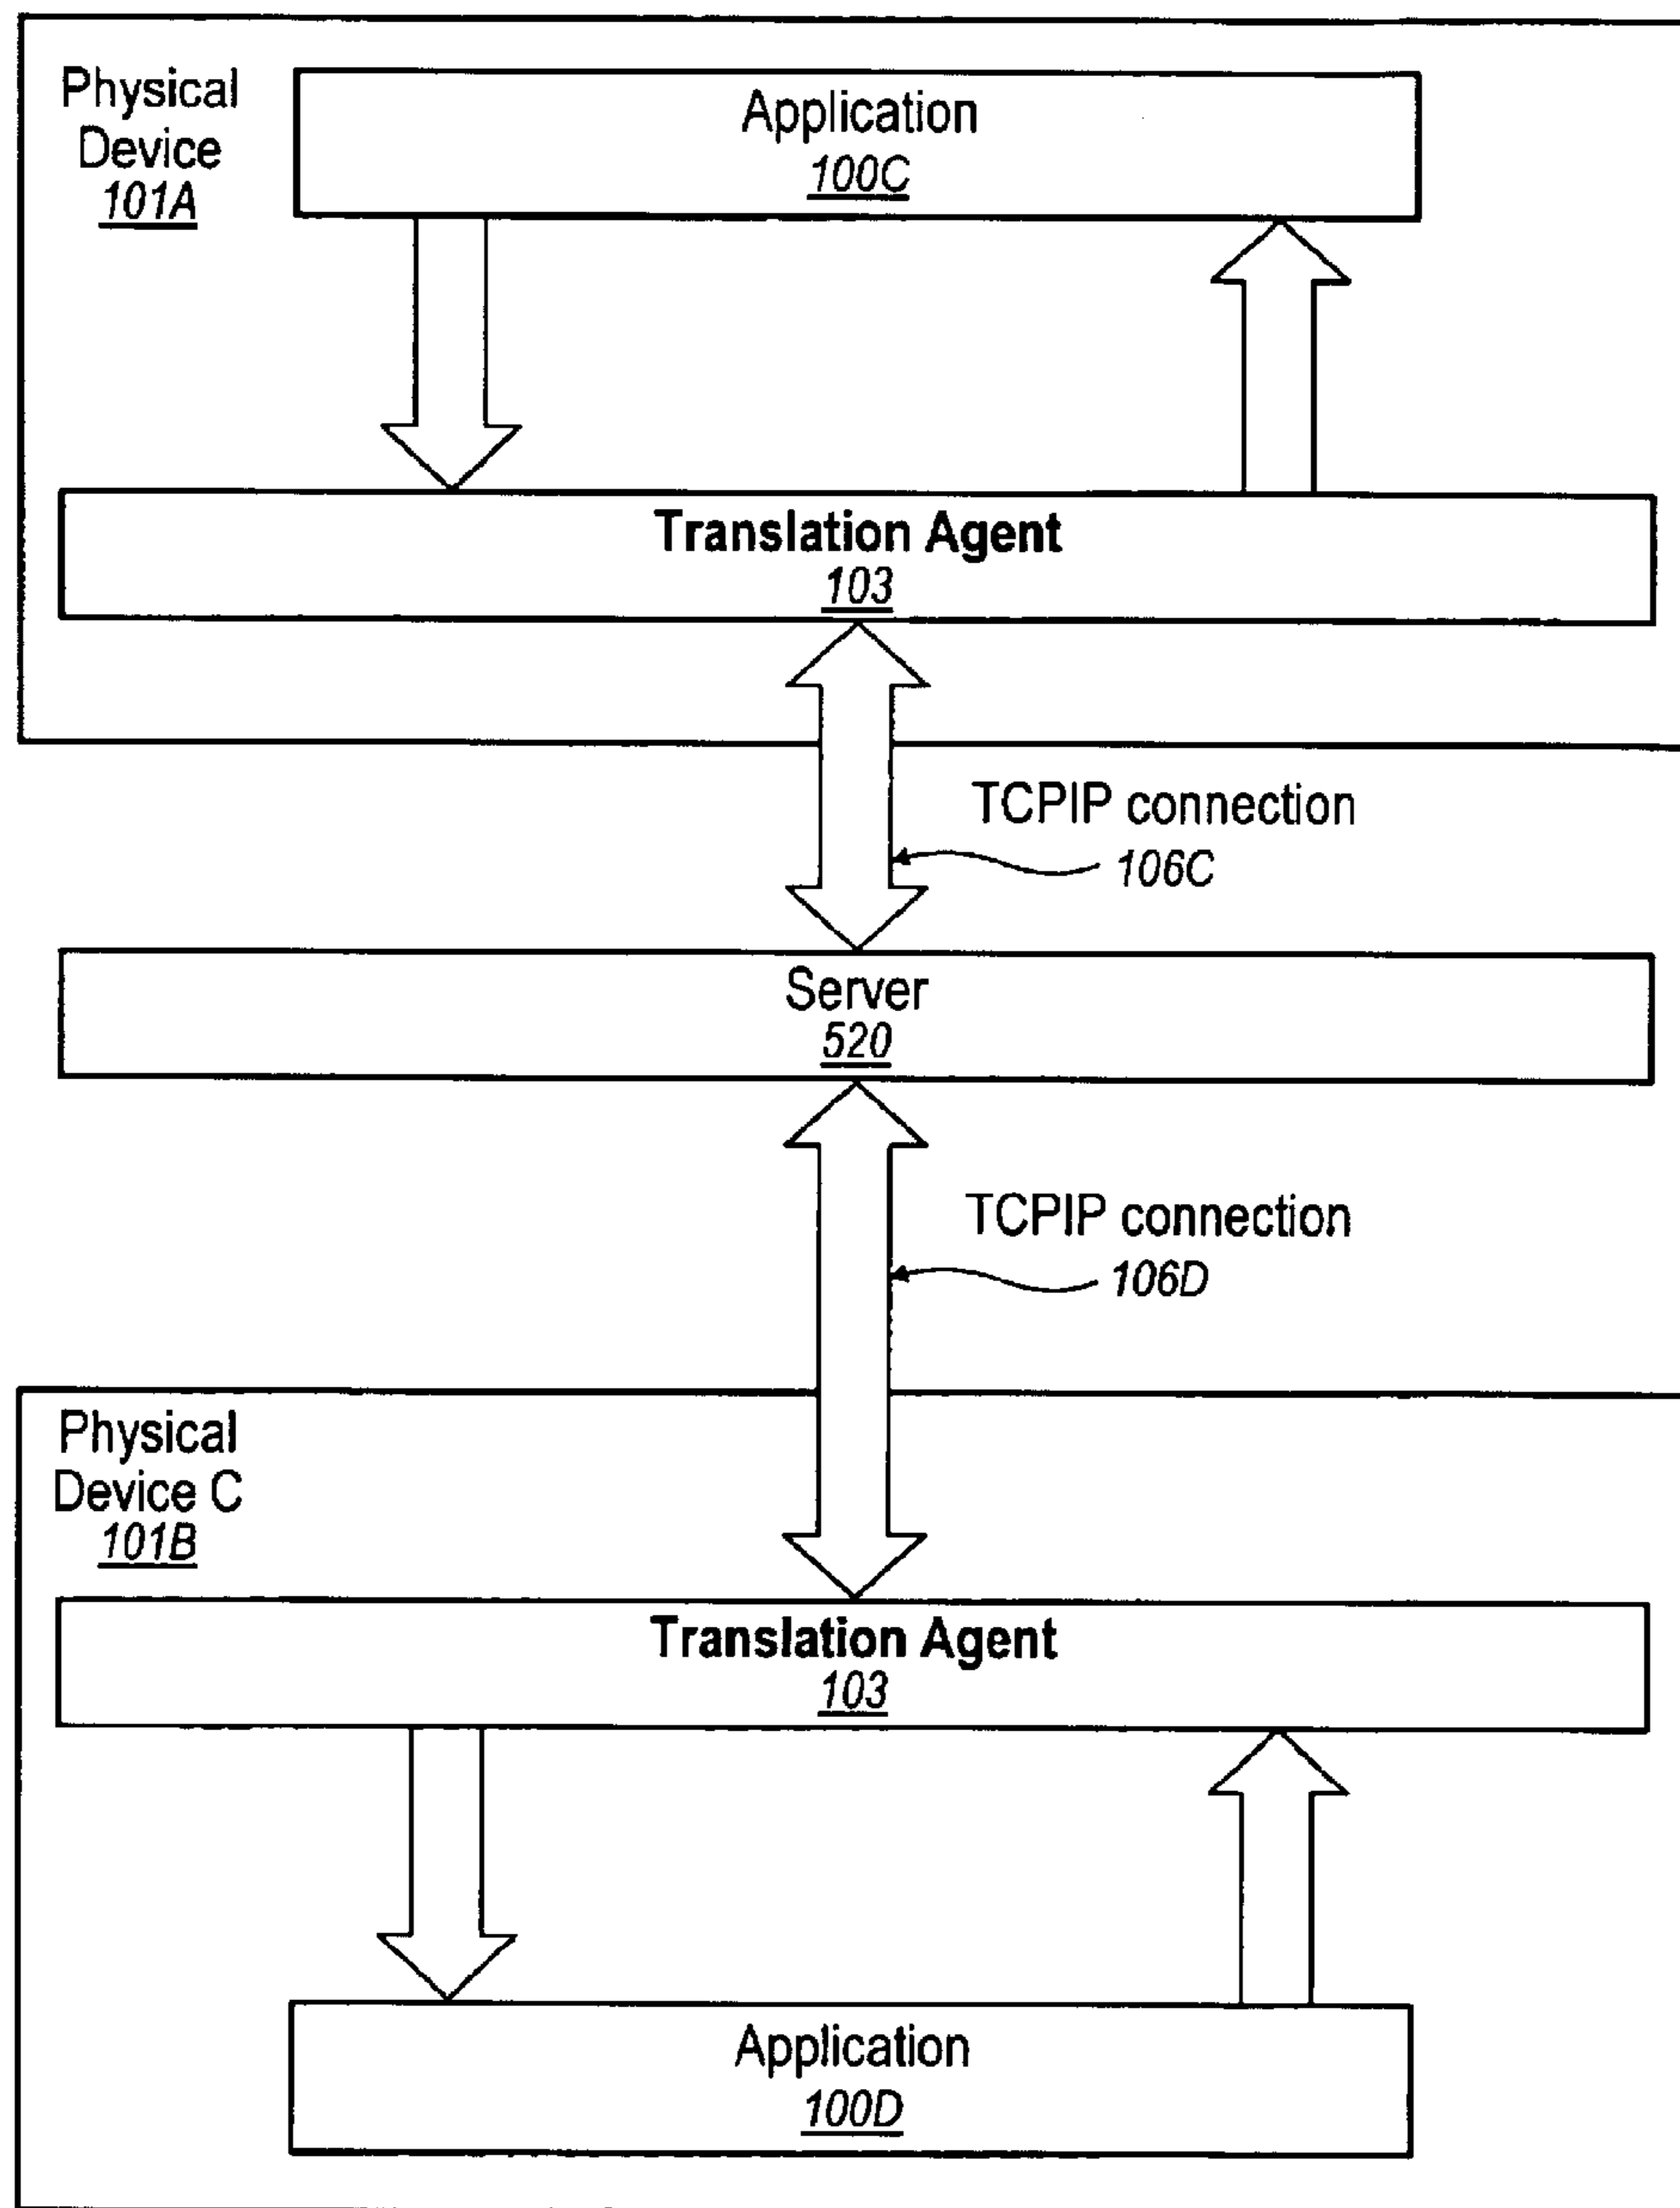 Physical
Device
101A
Application
100C
Translation Agent
103
TCPIP connection
106C
Server
520
TCPIP connection
106D
Physical
Device C
101B
Translation Agent
103
Application
100D